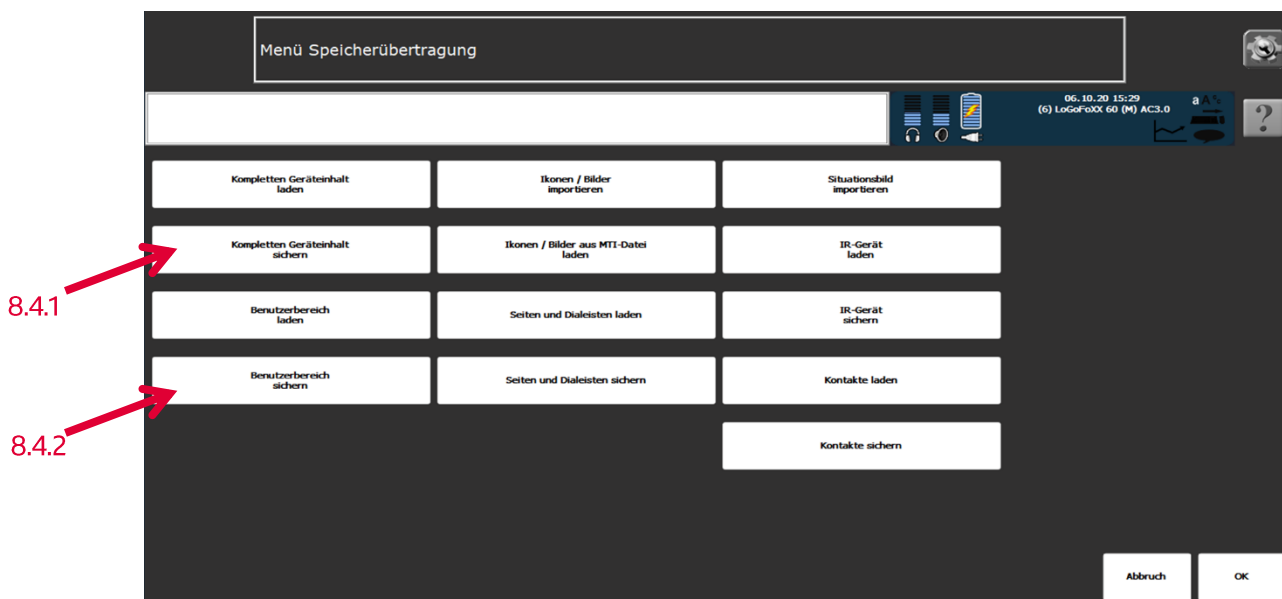 Menü Speicherübertragung
06.10.20 15:29
(6) LoGoFoXX 60 (M) AC3.0
a A
?
Kompletten Geräteinhalt
laden
Ikonen / Bilder
importieren
Situationsbild
importieren
Kompletten Geräteinhalt
sichern
Ikonen / Bilder aus MTI-Datei
laden
IR-Gerät
laden
8.4.1
Benutzerbereich
laden
Seiten und Dialeisten laden
IR-Gerät
sichern
Benutzerbereich
sichern
Seiten und Dialeisten sichern
Kontakte laden
8.4.2
Kontakte sichern
Abbruch
OK